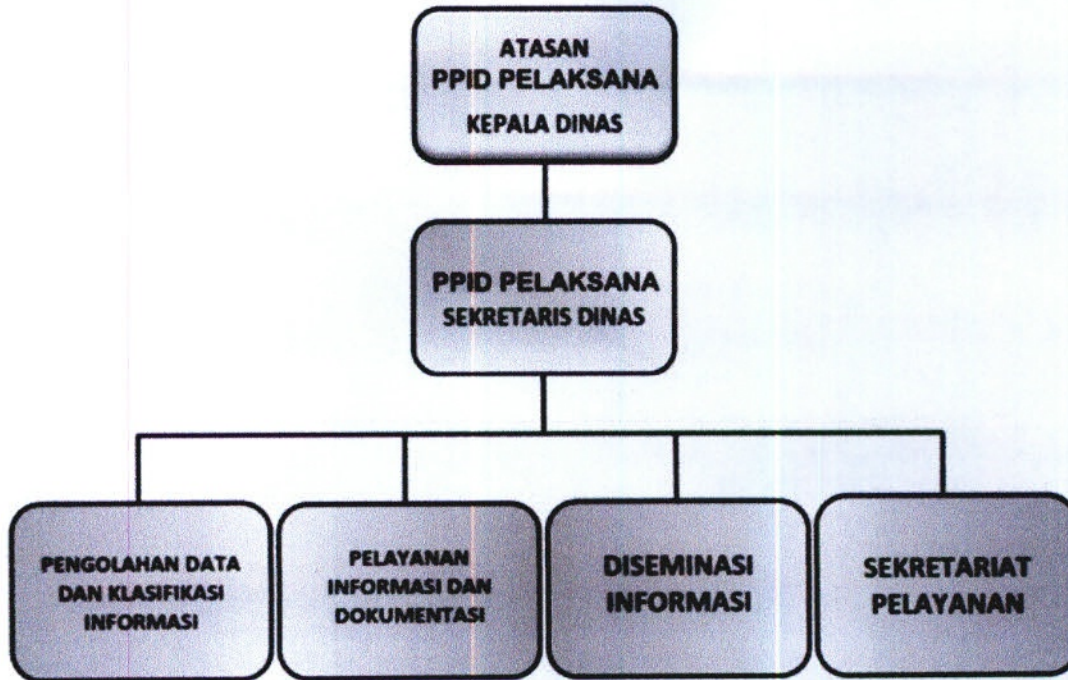 ATASAN
PPID PELAKSANA
KEPALA DINAS
PPID PELAKSANA
SEKRETARIS DINAS
PENGOLAHAN DATA
DAN KLASIFIKASI
INFORMASI
PELAYANAN
INFORMASI DAN
DOKUMENTASI
DISEMINASI
INFORMASI
SEKRETARIAT
PELAYANAN